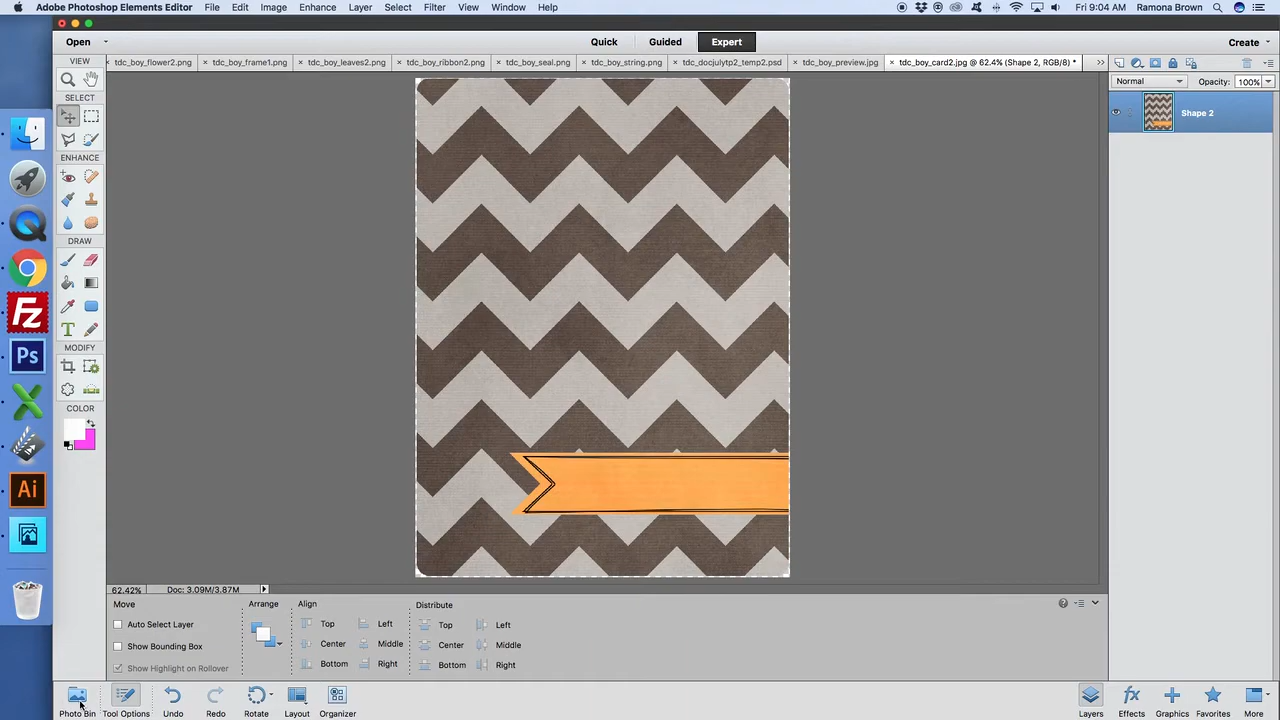 Adobe Photoshop Elements Editor File Edit Image Enhance Layer Select Filter View Window Help Fri 9:04 AM Ramona Brown
Open Quick Guided Expert Create
VIEW tdc_boy_flower2.png tdc_boy_frame1.png tdc_boy_leaves2.png tdc_boy_ribbon2.png tdc_boy_seal.png tdc_boy_string.png tdc_docjulytp2_temp2.psd tdc_boy_preview.jpg tdc_boy_card2.jpg @ 62.4% (Shape 2, RGB/8) *
Normal Opacity: 100%
SELECT
Shape 2
ENHANCE
DRAW
Fz
T
Ps
MODIFY
COLOR
Ai
62.42% Doc: 3.09M/3.87M
Move Arrange Align Distribute
Auto Select Layer Top Left Top Left
Show Bounding Box Center Middle Center Middle
Show Highlight on Rollover Bottom Right Bottom Right
Photo Bin Tool Options Undo Redo Rotate Layout Organizer Layers Effects Graphics Favorites More